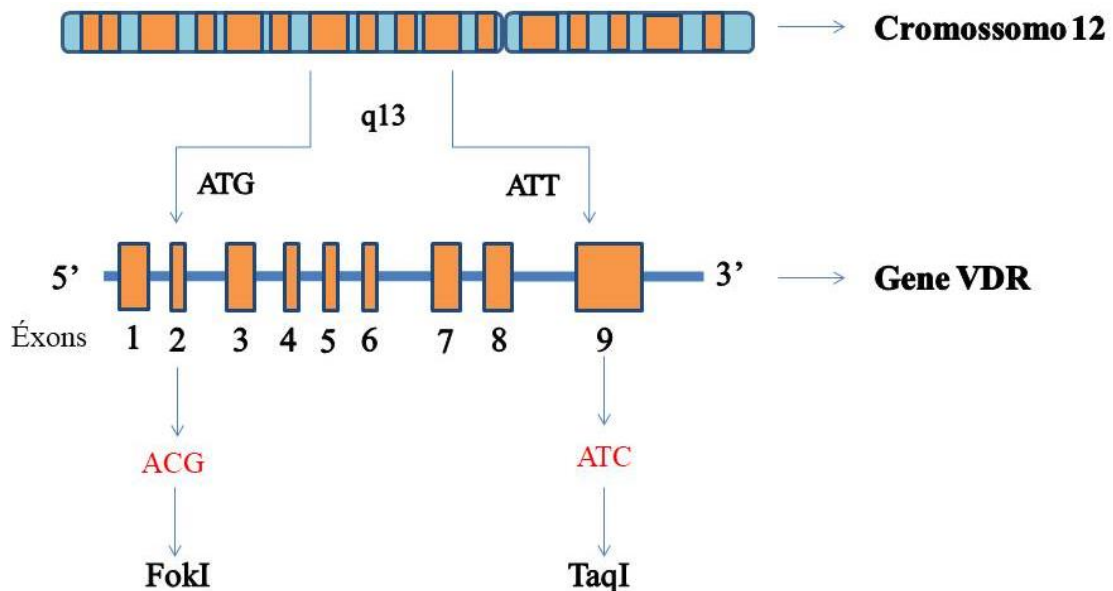 Cromossomo 12
q13
ATG
ATT
5’
3’
Gene VDR
Éxons
1 2 3 4 5 6 7 8 9
ACG
ATC
FokI
TaqI